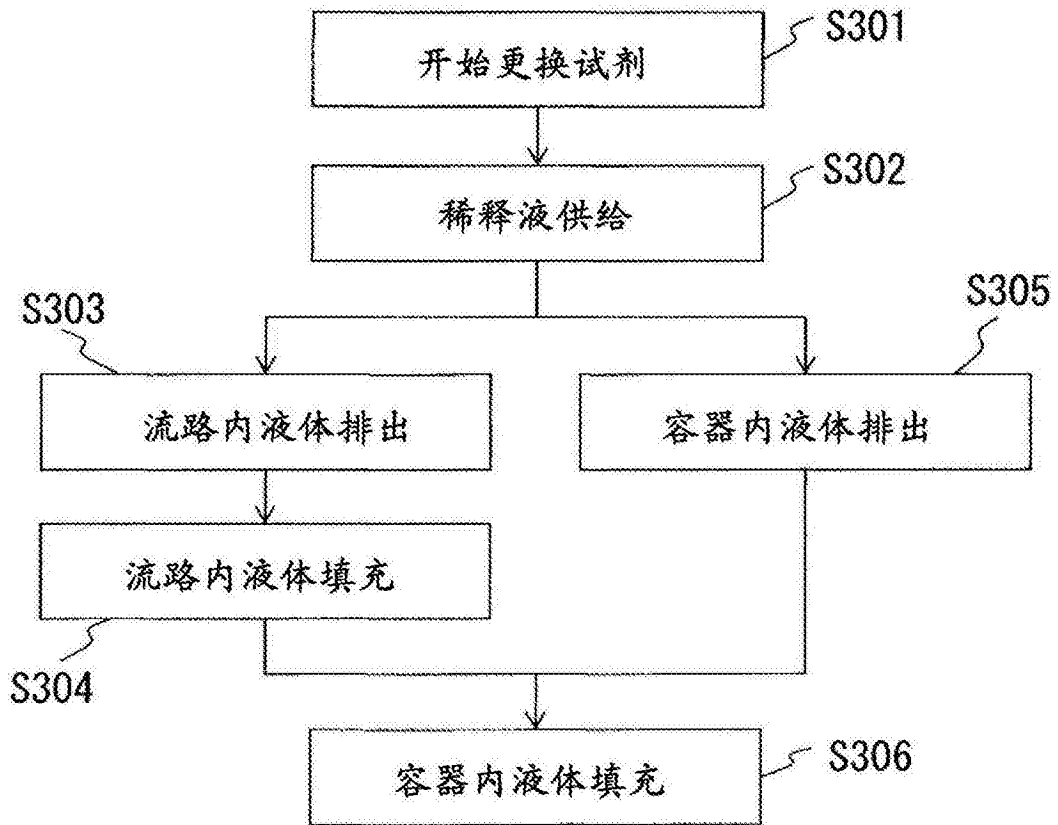 S301
开始更换试剂
S302
稀释液供给
S303
S305
流路内液体排出
容器内液体排出
流路内液体填充
S304
容器内液体填充
S306